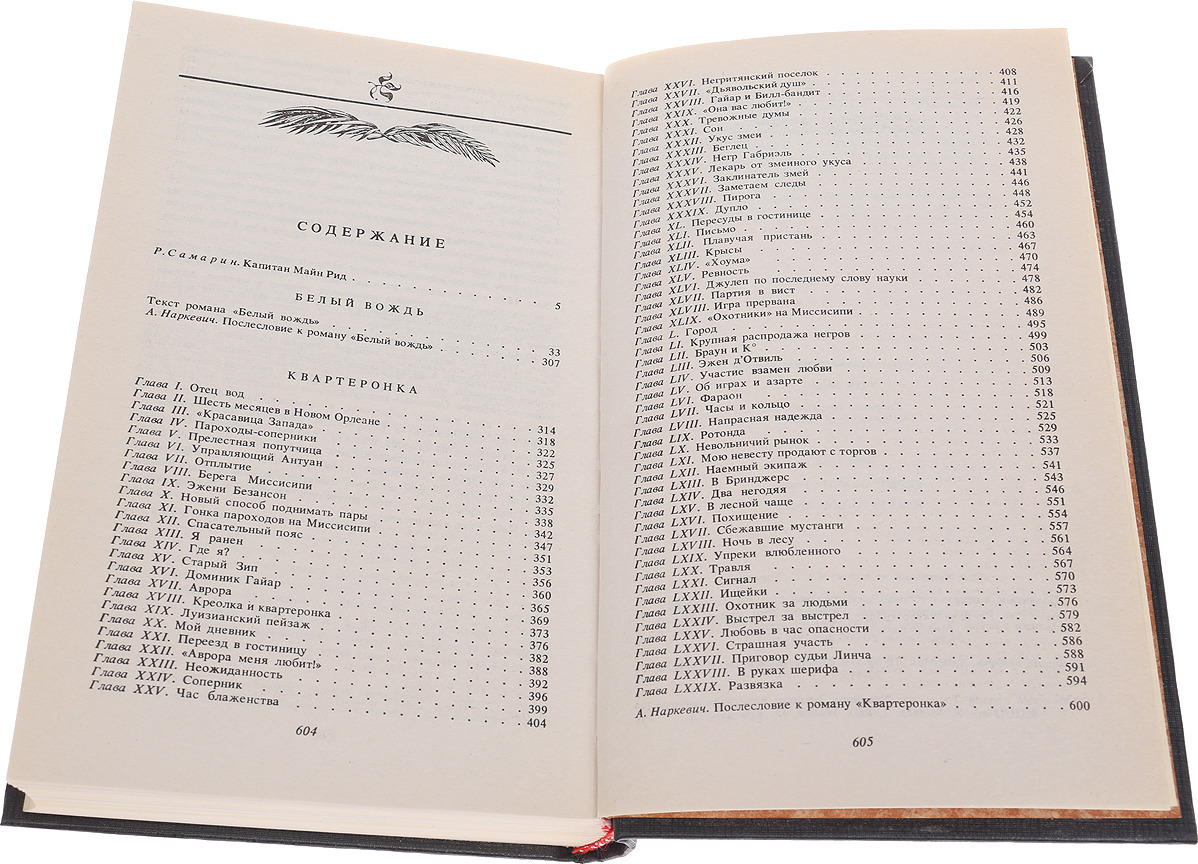 СОДЕРЖАНИЕ
Р. Самарин. Капитан Майн Рид . . . 5
БЕЛЫЙ ВОЖДЬ
Текст романа «Белый вождь» . . . 33
А. Наркевич. Послесловие к роману «Белый вождь» . . . 307
КВАРТЕРОНКА
Глава I. Отец вод . . . 314
Глава II. Шесть месяцев в Новом Орлеане . . . 318
Глава III. «Красавица Запада» . . . 322
Глава IV. Пароходы-соперники . . . 325
Глава V. Прелестная попутчица . . . 327
Глава VI. Управляющий Антуан . . . 329
Глава VII. Отплытие . . . 332
Глава VIII. Берега Миссисипи . . . 335
Глава IX. Эжени Безансон . . . 338
Глава X. Новый способ поднимать пары . . . 342
Глава XI. Гонка пароходов на Миссисипи . . . 347
Глава XII. Спасательный пояс . . . 351
Глава XIII. Я ранен . . . 353
Глава XIV. Где я? . . . 356
Глава XV. Старый Зип . . . 360
Глава XVI. Доминик Гайар . . . 365
Глава XVII. Аврора . . . 369
Глава XVIII. Креолка и квартеронка . . . 373
Глава XIX. Луизианский пейзаж . . . 376
Глава XX. Мой дневник . . . 382
Глава XXI. Переезд в гостиницу . . . 388
Глава XXII. «Аврора меня любит!» . . . 392
Глава XXIII. Неожиданность . . . 396
Глава XXIV. Соперник . . . 399
Глава XXV. Час блаженства . . . 404
604
Глава XXVI. Негритянский поселок . . . 408
Глава XXVII. «Дьявольский душ» . . . 411
Глава XXVIII. Гайар и Билл-бандит . . . 416
Глава XXIX. «Она вас любит!» . . . 419
Глава XXX. Тревожные думы . . . 422
Глава XXXI. Сон . . . 426
Глава XXXII. Укус змеи . . . 428
Глава XXXIII. Беглец . . . 432
Глава XXXIV. Негр Габриэль . . . 435
Глава XXXV. Лекарь от змеиного укуса . . . 438
Глава XXXVI. Заклинатель змей . . . 441
Глава XXXVII. Заметаем следы . . . 446
Глава XXXVIII. Пирога . . . 448
Глава XXXIX. Дупло . . . 452
Глава XL. Пересуды в гостинице . . . 454
Глава XLI. Письмо . . . 460
Глава XLII. Плавучая пристань . . . 463
Глава XLIII. Крысы . . . 467
Глава XLIV. «Хоума» . . . 470
Глава XLV. Ревность . . . 474
Глава XLVI. Джулеп по последнему слову науки . . . 478
Глава XLVII. Партия в вист . . . 482
Глава XLVIII. Игра прервана . . . 486
Глава XLIX. «Охотники» на Миссисипи . . . 489
Глава L. Город . . . 495
Глава LI. Крупная распродажа негров . . . 499
Глава LII. Браун и К° . . . 503
Глава LIII. Эжен д'Отвиль . . . 506
Глава LIV. Участие взамен любви . . . 509
Глава LV. Об играх и азарте . . . 513
Глава LVI. Фараон . . . 518
Глава LVII. Часы и кольцо . . . 521
Глава LVIII. Напрасная надежда . . . 525
Глава LIX. Ротонда . . . 529
Глава LX. Невольничий рынок . . . 533
Глава LXI. Мою невесту продают с торгов . . . 537
Глава LXII. Наемный экипаж . . . 541
Глава LXIII. В Бринджерс . . . 543
Глава LXIV. Два негодяя . . . 546
Глава LXV. В лесной чаще . . . 551
Глава LXVI. Похищение . . . 554
Глава LXVII. Сбежавшие мустанги . . . 557
Глава LXVIII. Ночь в лесу . . . 561
Глава LXIX. Упреки влюбленного . . . 564
Глава LXX. Травля . . . 567
Глава LXXI. Сигнал . . . 570
Глава LXXII. Ищейки . . . 573
Глава LXXIII. Охотник за людьми . . . 576
Глава LXXIV. Выстрел за выстрел . . . 579
Глава LXXV. Любовь в час опасности . . . 582
Глава LXXVI. Страшная участь . . . 586
Глава LXXVII. Приговор судьи Линча . . . 588
Глава LXXVIII. В руках шерифа . . . 591
Глава LXXIX. Развязка . . . 594
А. Наркевич. Послесловие к роману «Квартеронка» . . . 600
605